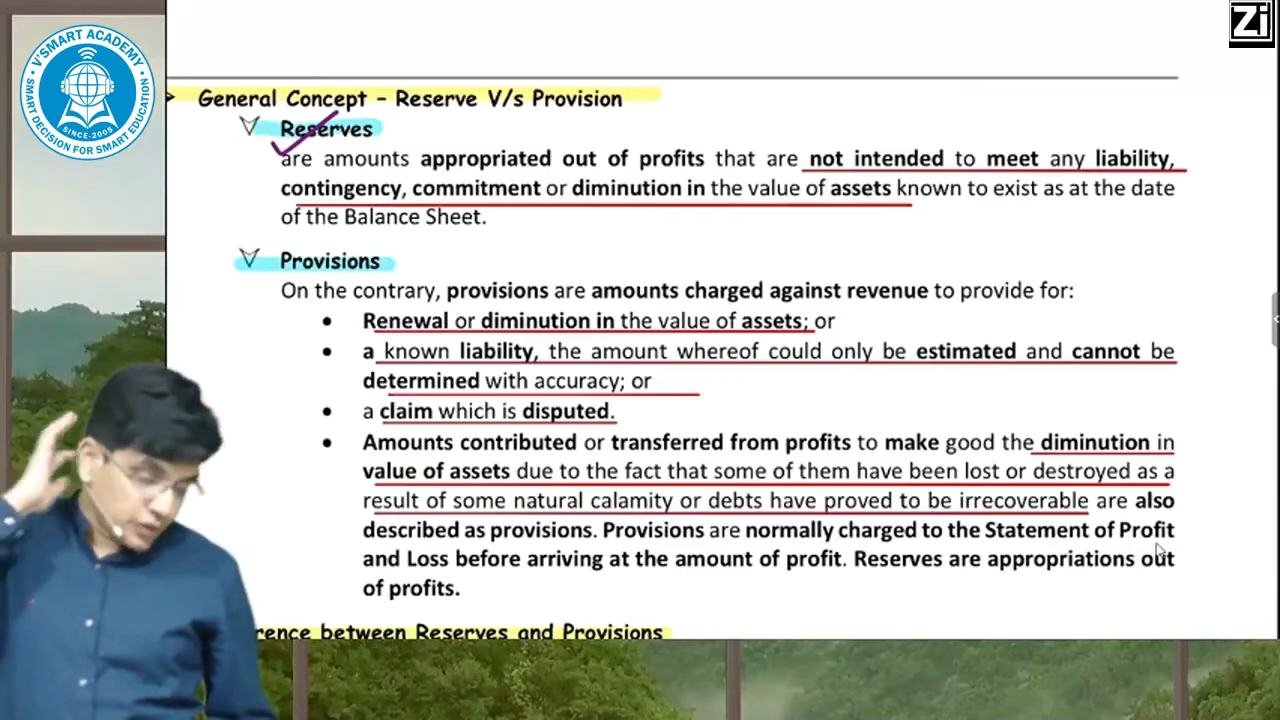 V'SMART ACADEMY
SMART DECISION FOR SMART EDUCATION
SINCE-2005
Zi
General Concept – Reserve V/s Provision
Reserves
are amounts appropriated out of profits that are not intended to meet any liability,
contingency, commitment or diminution in the value of assets known to exist as at the date
of the Balance Sheet.
Provisions
On the contrary, provisions are amounts charged against revenue to provide for:
• Renewal or diminution in the value of assets; or
• a known liability, the amount whereof could only be estimated and cannot be
determined with accuracy; or
• a claim which is disputed.
• Amounts contributed or transferred from profits to make good the diminution in
value of assets due to the fact that some of them have been lost or destroyed as a
result of some natural calamity or debts have proved to be irrecoverable are also
described as provisions. Provisions are normally charged to the Statement of Profit
and Loss before arriving at the amount of profit. Reserves are appropriations out
of profits.
rence between Reserves and Provisions